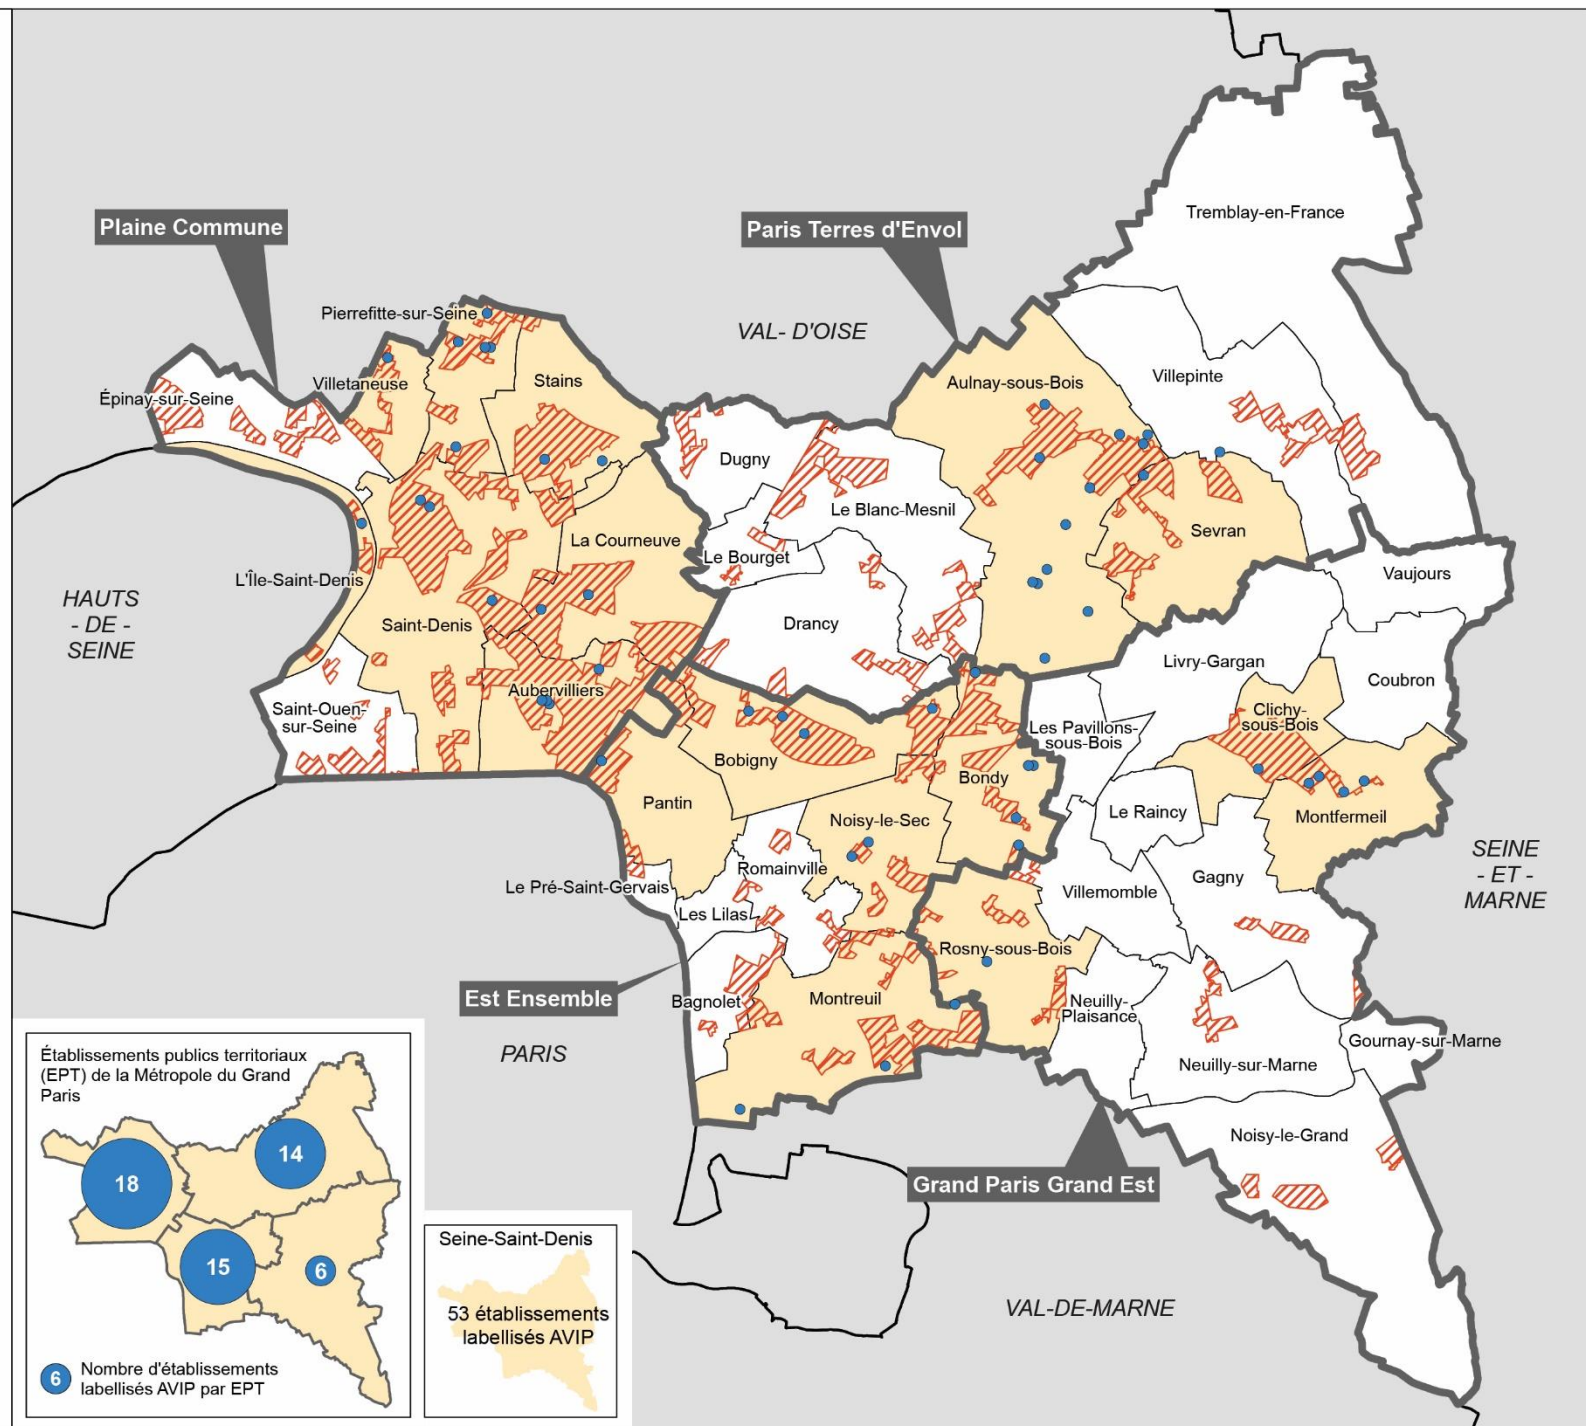 Tremblay-en-France
Plaine Commune
Paris Terres d'Envol
Pierrefitte-sur-Seine
VAL- D'OISE
Villetaneuse
Stains
Aulnay-sous-Bois
Villepinte
Épinay-sur-Seine
Dugny
Le Blanc-Mesnil
Sevran
La Courneuve
Le Bourget
L'Île-Saint-Denis
Vaujours
HAUTS
- DE -
SEINE
Saint-Denis
Drancy
Livry-Gargan
Coubron
Aubervilliers
Saint-Ouen-
sur-Seine
Clichy-
sous-Bois
Les Pavillons-
sous-Bois
Bobigny
Bondy
Pantin
Noisy-le-Sec
Le Raincy
Montfermeil
Romainville
Le Pré-Saint-Gervais
Villemomble
Gagny
SEINE
- ET -
MARNE
Les Lilas
Rosny-sous-Bois
Est Ensemble
Bagnolet
Montreuil
Neuilly-
Plaisance
PARIS
Neuilly-sur-Marne
Gournay-sur-Marne
Noisy-le-Grand
Grand Paris Grand Est
VAL-DE-MARNE
Établissements publics territoriaux
(EPT) de la Métropole du Grand
Paris
14
18
15
6
6
Nombre d'établissements
labellisés AVIP par EPT
Seine-Saint-Denis
53 établissements
labellisés AVIP